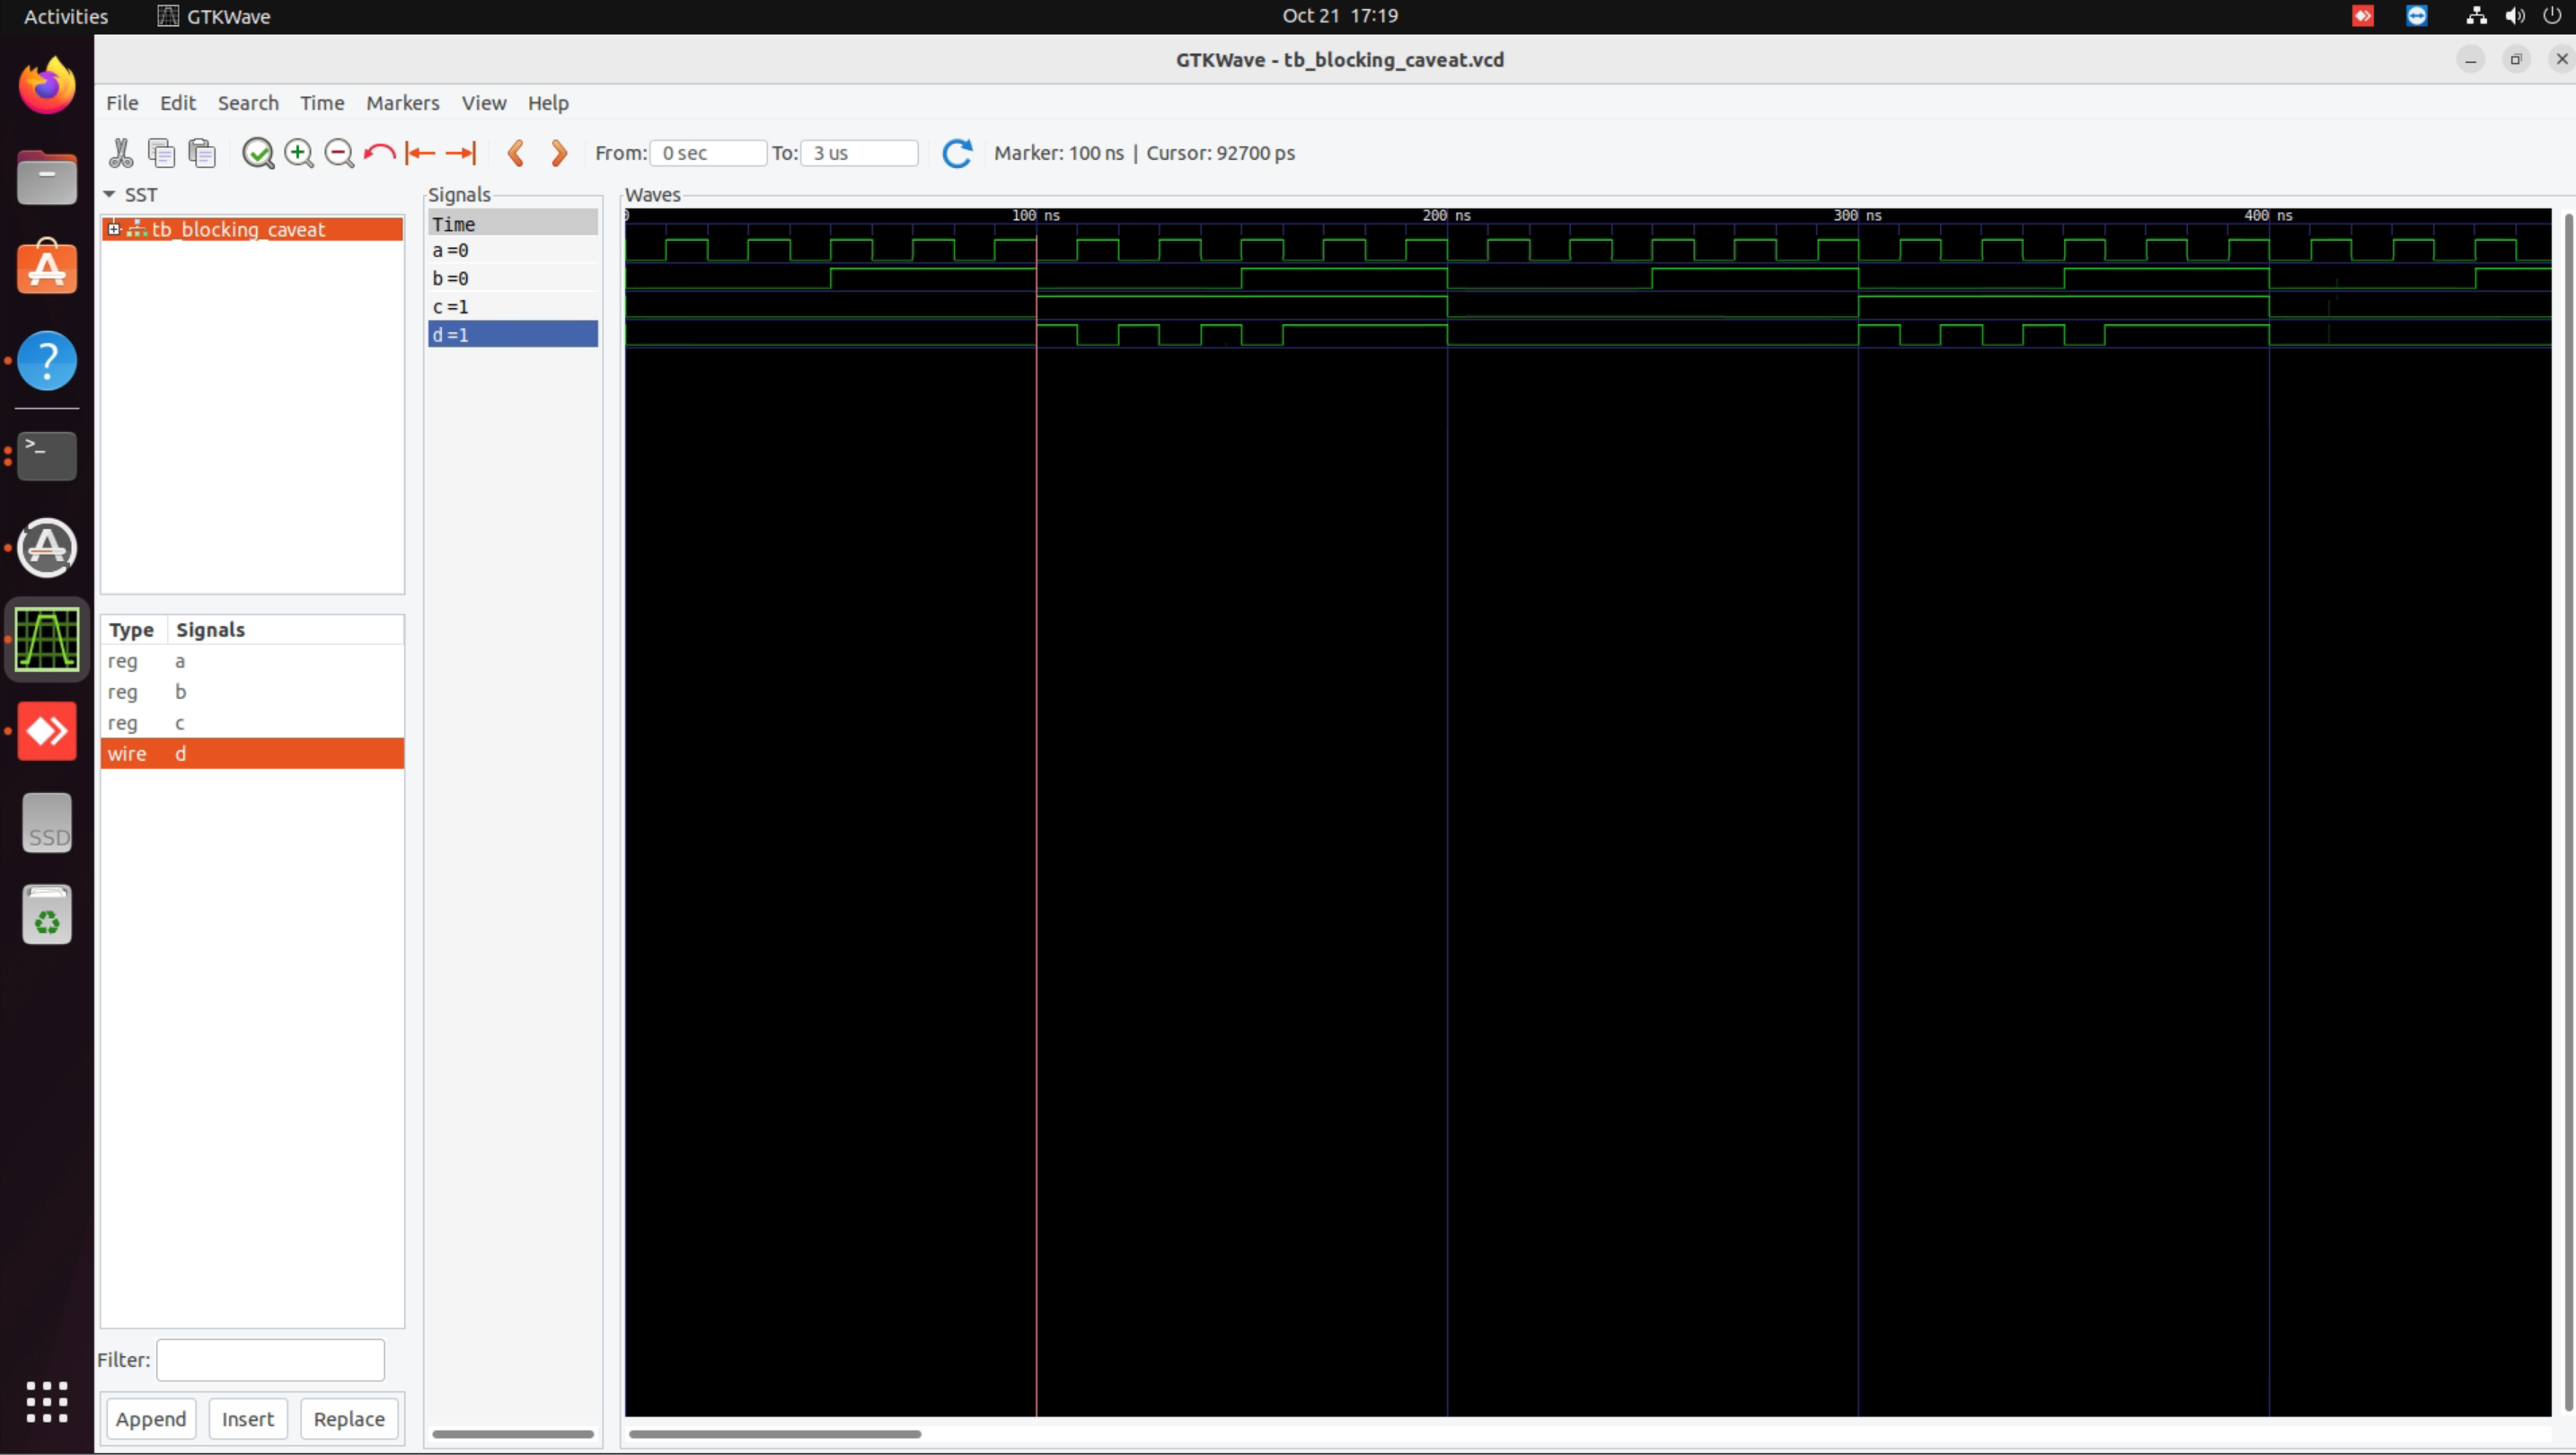 Activities GTKWave Oct 21 17:19
GTKWave - tb_blocking_caveat.vcd
File Edit Search Time Markers View Help
From: 0 sec To: 3 us Marker: 100 ns | Cursor: 92700 ps
SST
tb_blocking_caveat
Type Signals
reg a
reg b
reg c
wire d
Filter:
Append Insert Replace
Signals
Time
a=0
b=0
c=1
d=1
Waves
0 100 ns 200 ns 300 ns 400 ns
SSD